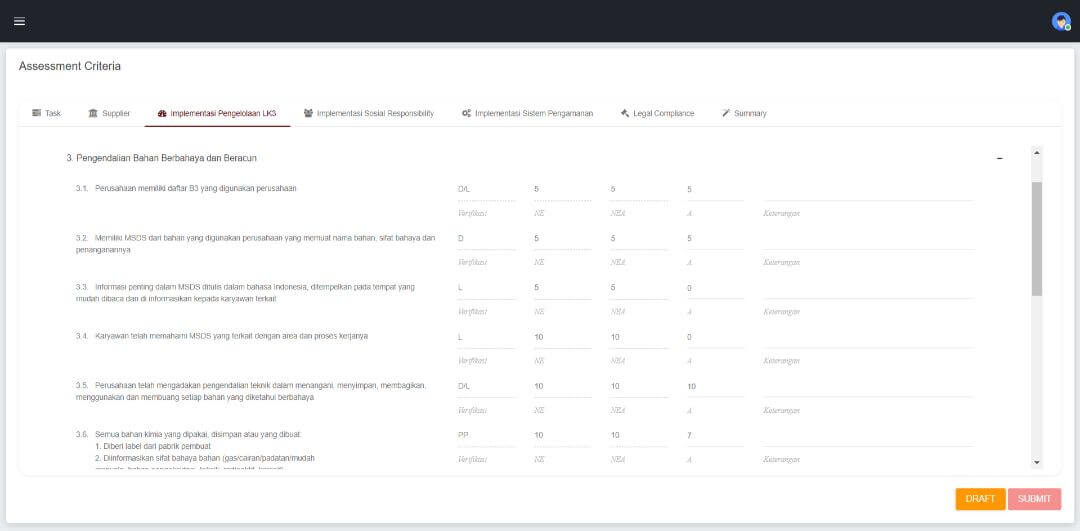 Assessment Criteria
Task Supplier Implementasi Pengelolaan LK3 Implementasi Sosial Responsibility Implementasi Sistem Pengamanan Legal Compliance Summary
3. Pengendalian Bahan Berbahaya dan Beracun
3.1. Perusahaan memiliki daftar B3 yang digunakan perusahaan D/L 5 5 5
Verifikasi NE NEA A Keterangan
3.2. Memiliki MSDS dari bahan yang digunakan perusahaan yang memuat nama bahan, sifat bahaya dan D 5 5 5
penanganannya
Verifikasi NE NEA A Keterangan
3.3. Informasi penting dalam MSDS ditulis dalam bahasa Indonesia, ditempelkan pada tempat yang L 5 5 0
mudah dibaca dan di informasikan kepada karyawan terkait
Verifikasi NE NEA A Keterangan
3.4. Karyawan telah memahami MSDS yang terkait dengan area dan proses kerjanya L 10 10 0
Verifikasi NE NEA A Keterangan
3.5. Perusahaan telah mengadakan pengendalian teknik dalam menangani, menyimpan, membagikan, D/L 10 10 10
menggunakan dan membuang setiap bahan yang diketahui berbahaya
Verifikasi NE NEA A Keterangan
3.6. Semua bahan kimia yang dipakai, disimpan atau yang dibuat: PP 10 10 7
1. Diberi label dari pabrik pembuat
2. Diinformasikan sifat bahaya bahan (gas/cairan/padatan/mudah
Verifikasi NE NEA A Keterangan
DRAFT SUBMIT